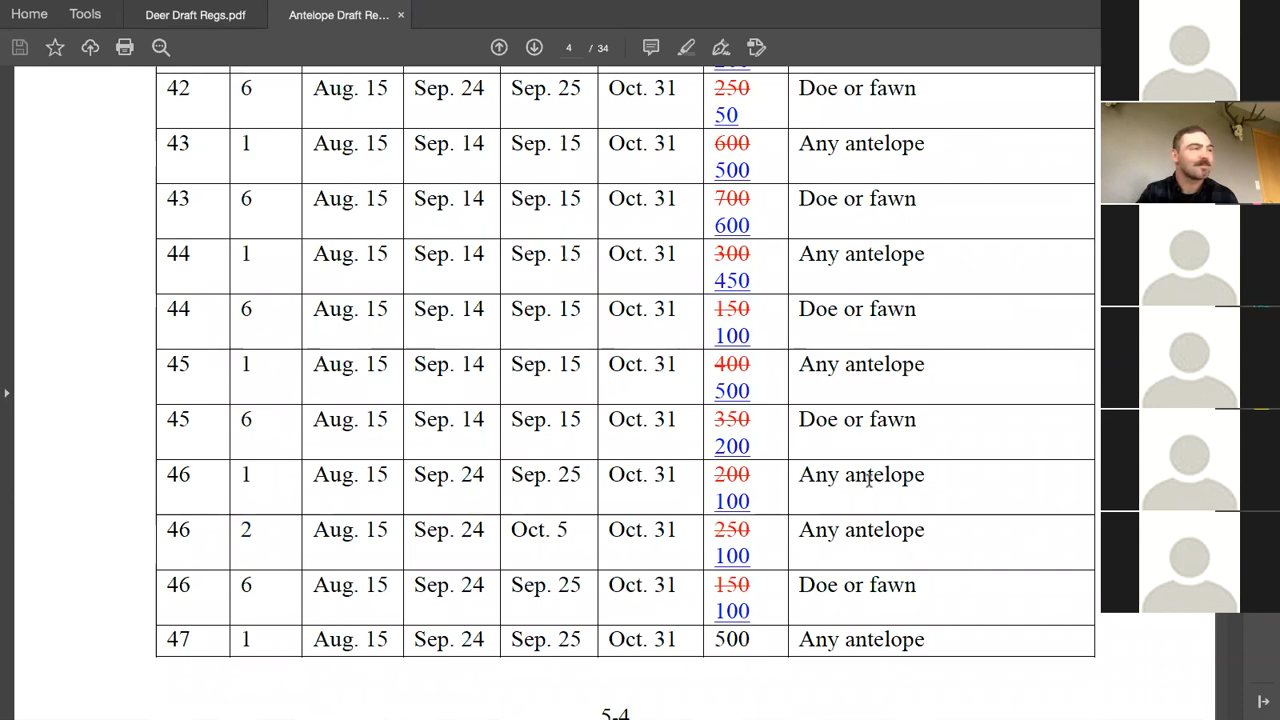 Home Tools Deer Draft Regs.pdf Antelope Draft Re... ×
4 / 34
42 6 Aug. 15 Sep. 24 Sep. 25 Oct. 31 250 Doe or fawn
50
43 1 Aug. 15 Sep. 14 Sep. 15 Oct. 31 600 Any antelope
500
43 6 Aug. 15 Sep. 14 Sep. 15 Oct. 31 700 Doe or fawn
600
44 1 Aug. 15 Sep. 14 Sep. 15 Oct. 31 300 Any antelope
450
44 6 Aug. 15 Sep. 14 Sep. 15 Oct. 31 150 Doe or fawn
100
45 1 Aug. 15 Sep. 14 Sep. 15 Oct. 31 400 Any antelope
500
45 6 Aug. 15 Sep. 14 Sep. 15 Oct. 31 350 Doe or fawn
200
46 1 Aug. 15 Sep. 24 Sep. 25 Oct. 31 200 Any antelope
100
46 2 Aug. 15 Sep. 24 Oct. 5 Oct. 31 250 Any antelope
100
46 6 Aug. 15 Sep. 24 Sep. 25 Oct. 31 150 Doe or fawn
100
47 1 Aug. 15 Sep. 24 Sep. 25 Oct. 31 500 Any antelope
5-4